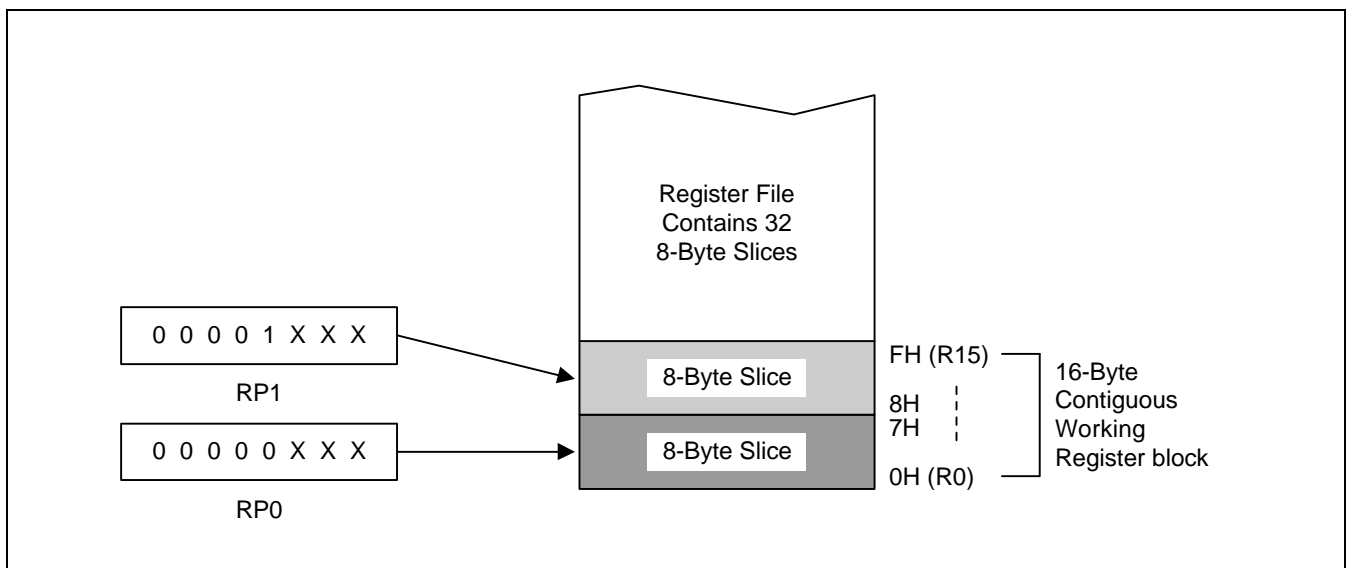 Register File
Contains 32
8-Byte Slices
0 0 0 0 1 X X X
RP1
0 0 0 0 0 X X X
RP0
8-Byte Slice
8-Byte Slice
FH (R15)
8H
7H
0H (R0)
16-Byte
Contiguous
Working
Register block